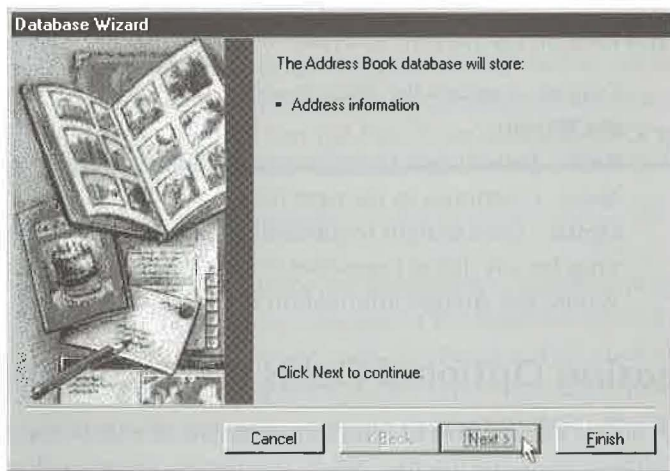 Database Wizard
The Address Book database will store:
▪ Address information
Click Next to continue.
Cancel < Back Next > Finish